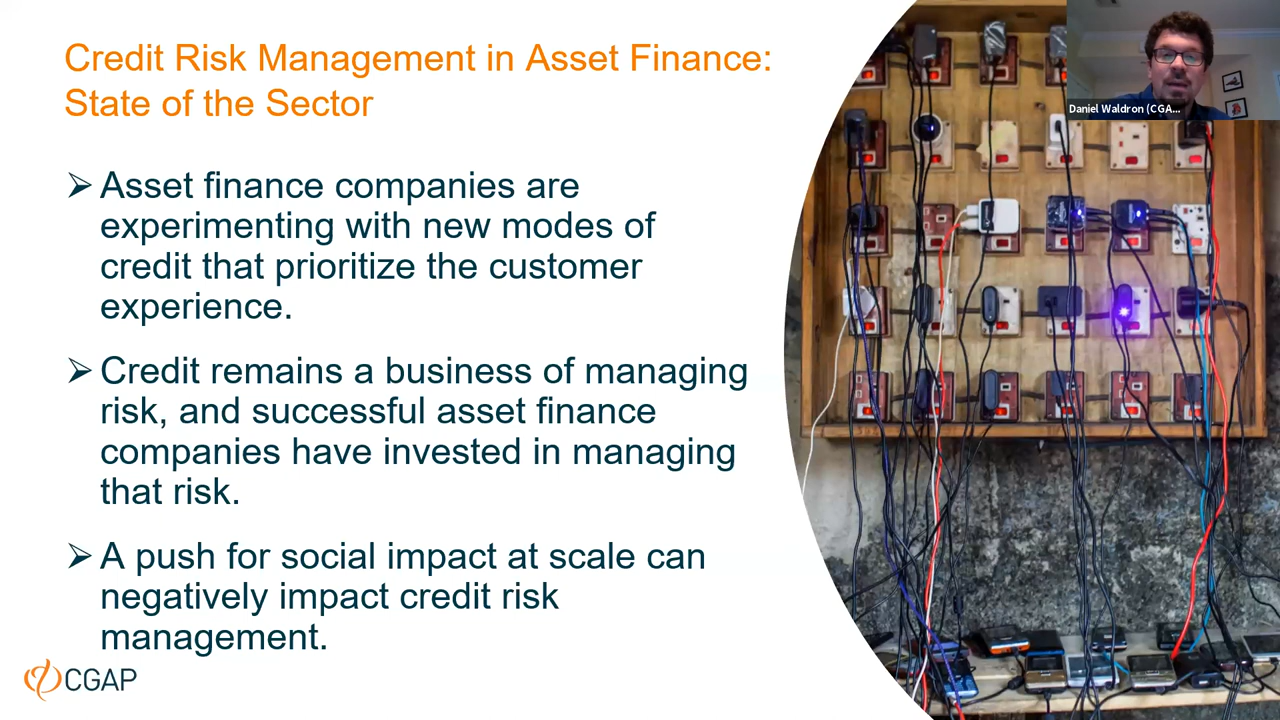 Credit Risk Management in Asset Finance:
State of the Sector
➢ Asset finance companies are
experimenting with new modes of
credit that prioritize the customer
experience.
➢ Credit remains a business of managing
risk, and successful asset finance
companies have invested in managing
that risk.
➢ A push for social impact at scale can
negatively impact credit risk
management.
CGAP
Daniel Waldron (CGA...